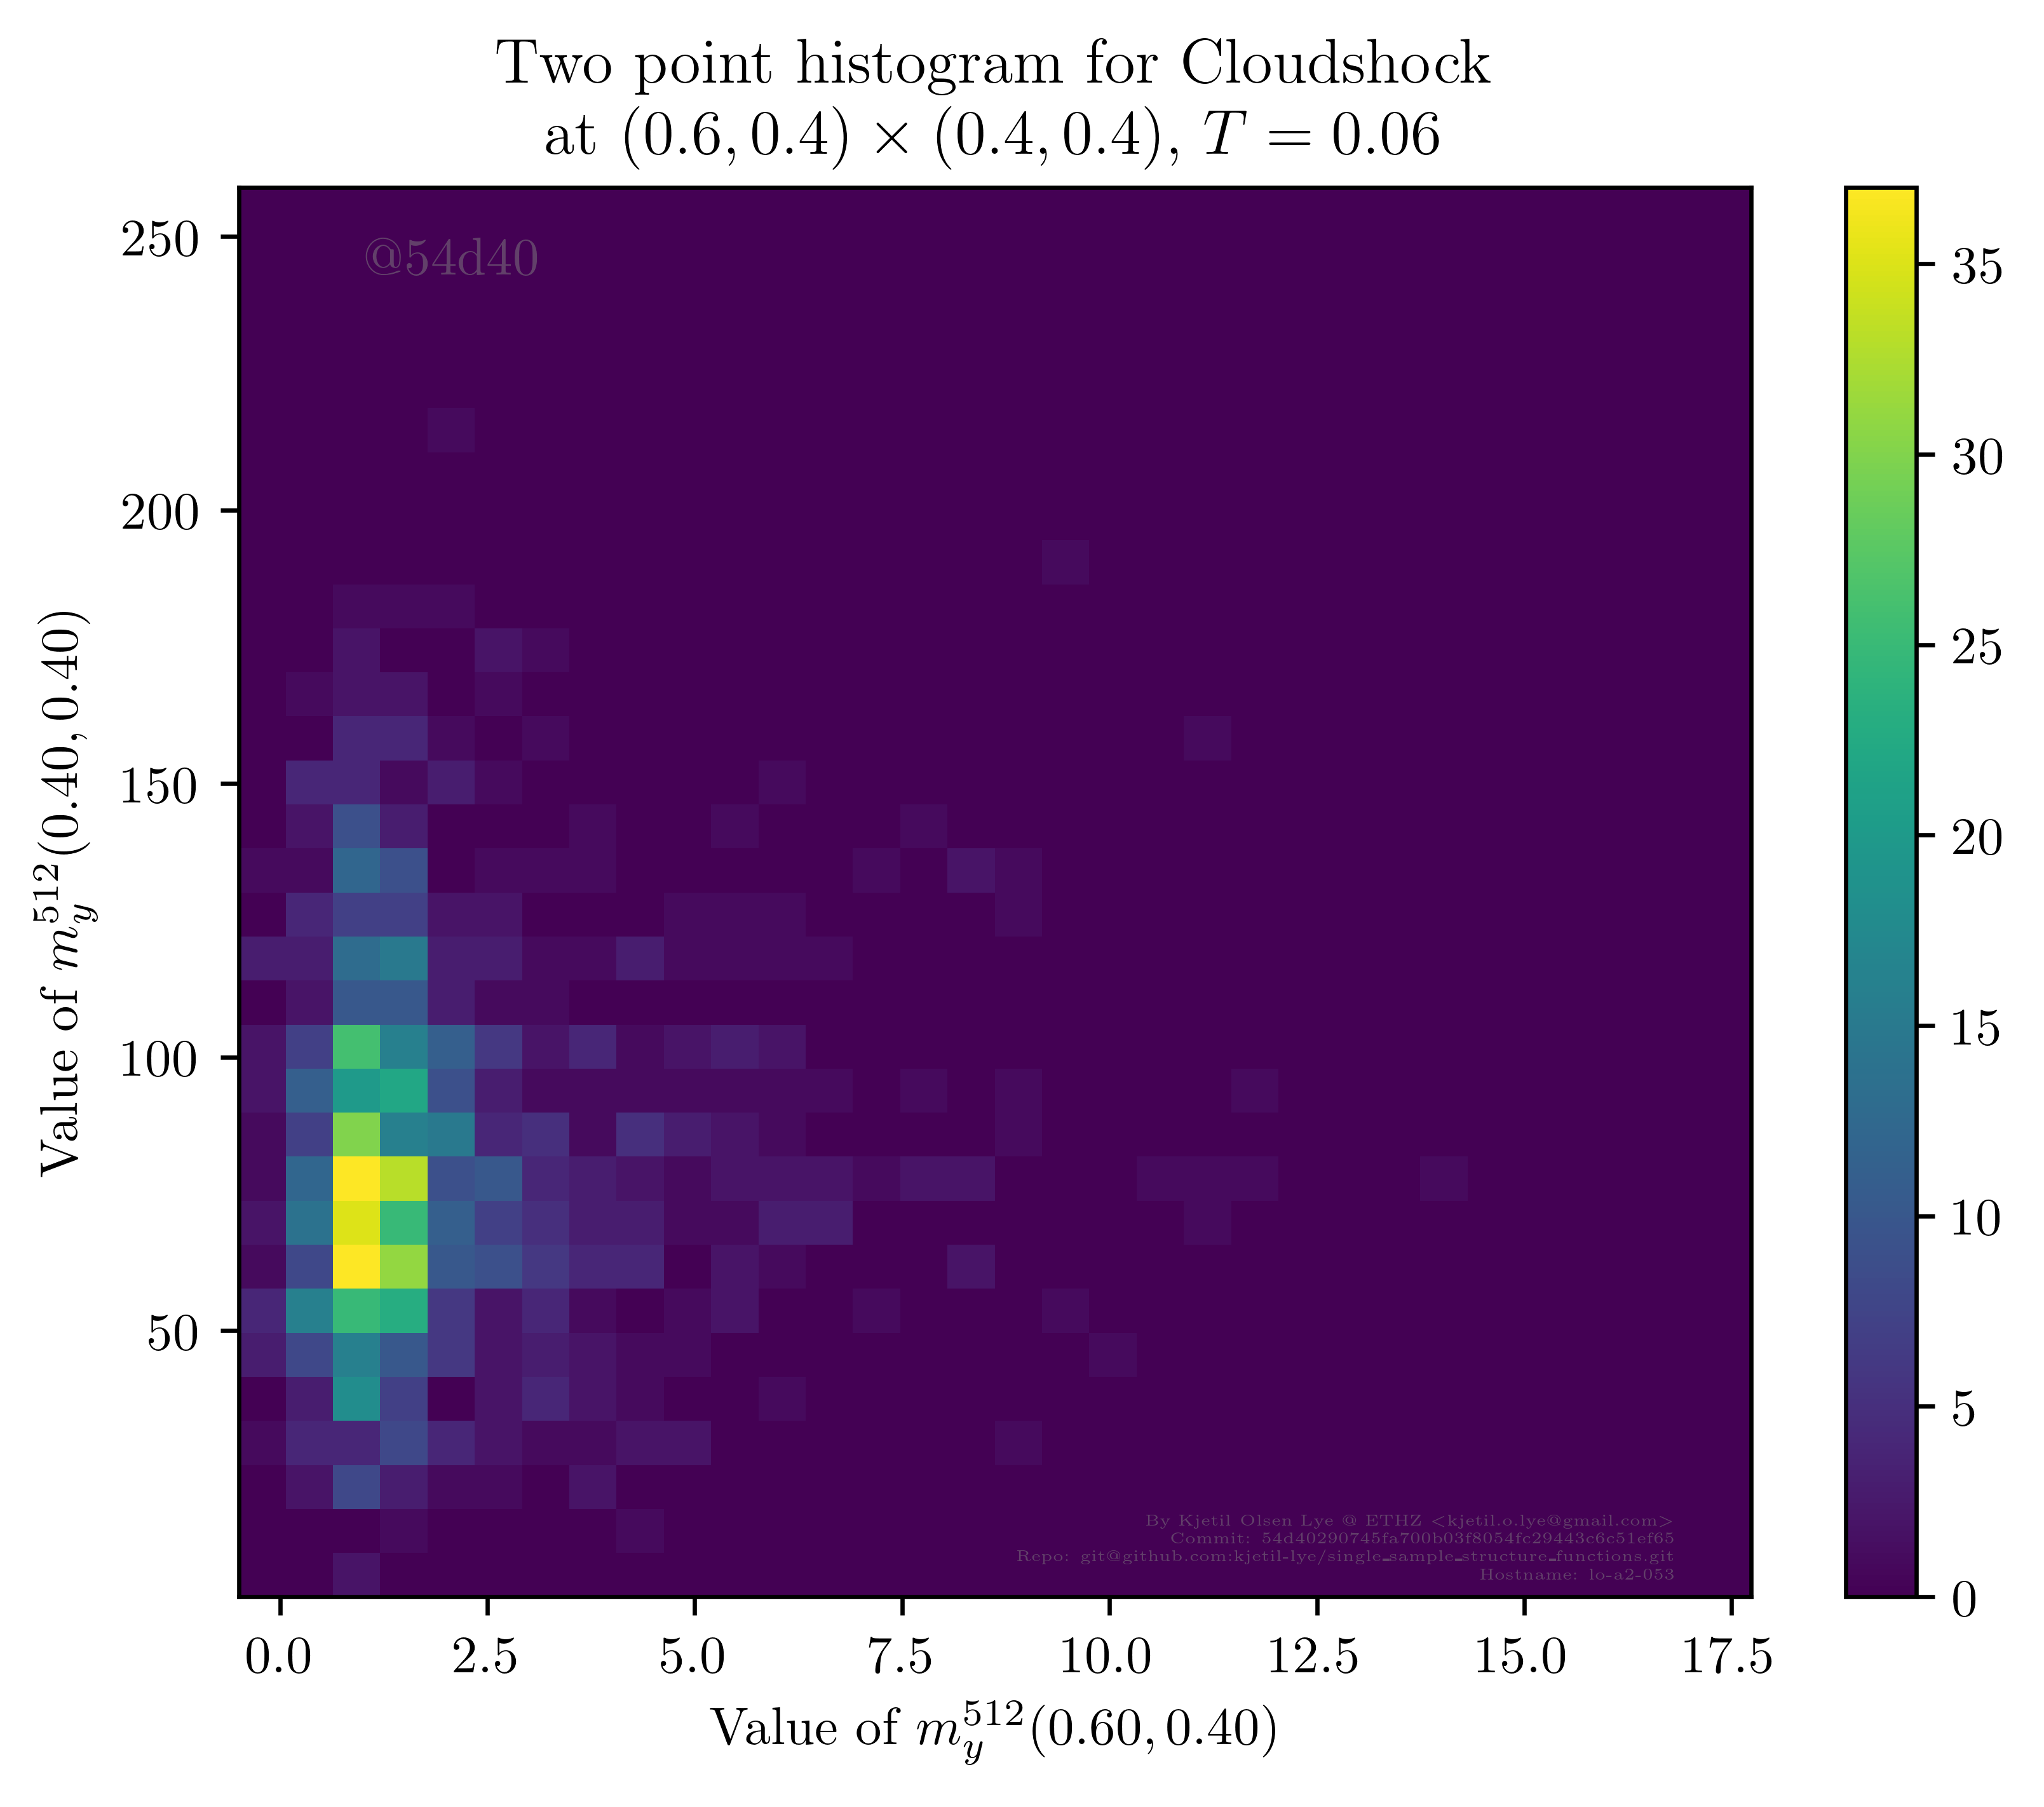 Two point histogram for Cloudshock
at (0.6, 0.4) × (0.4, 0.4), T = 0.06
@54d40
250
200
150
100
50
Value of m_y^{512}(0.40, 0.40)
0.0 2.5 5.0 7.5 10.0 12.5 15.0 17.5
Value of m_y^{512}(0.60, 0.40)
35
30
25
20
15
10
5
0
By Kjetil Olsen Lye @ ETHZ <kjetil.o.lye@gmail.com>
Commit: 54d40290745fa700b03f8054fc29443c6c51ef65
Repo: git@github.com:kjetil-lye/single_sample_structure_functions.git
Hostname: lo-a2-053